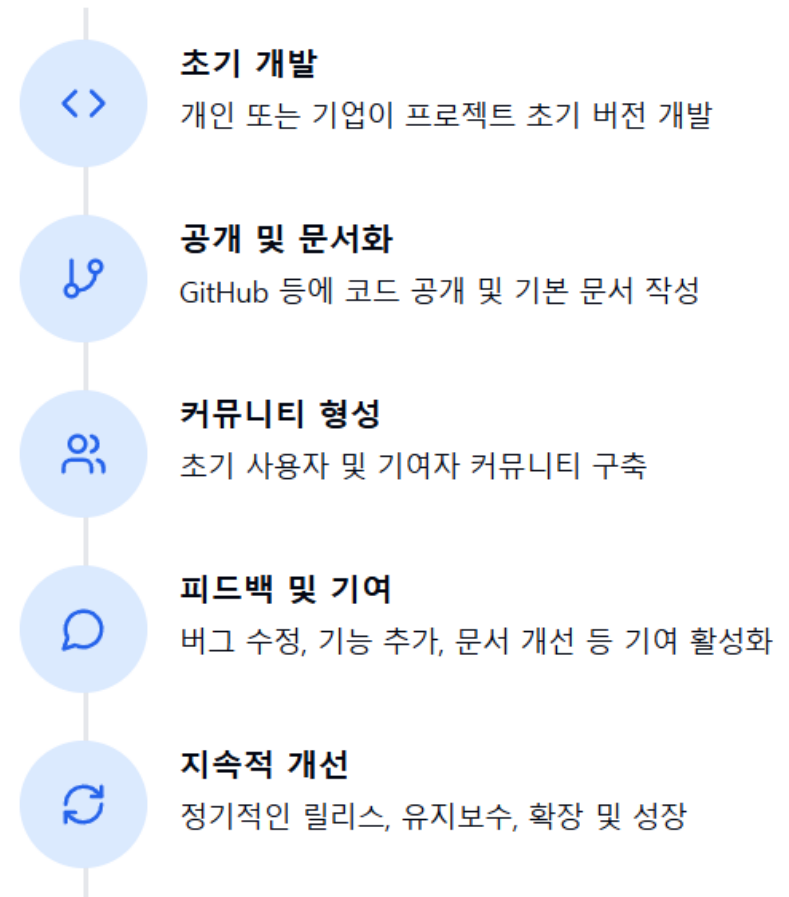 초기 개발
개인 또는 기업이 프로젝트 초기 버전 개발
공개 및 문서화
GitHub 등에 코드 공개 및 기본 문서 작성
커뮤니티 형성
초기 사용자 및 기여자 커뮤니티 구축
피드백 및 기여
버그 수정, 기능 추가, 문서 개선 등 기여 활성화
지속적 개선
정기적인 릴리스, 유지보수, 확장 및 성장